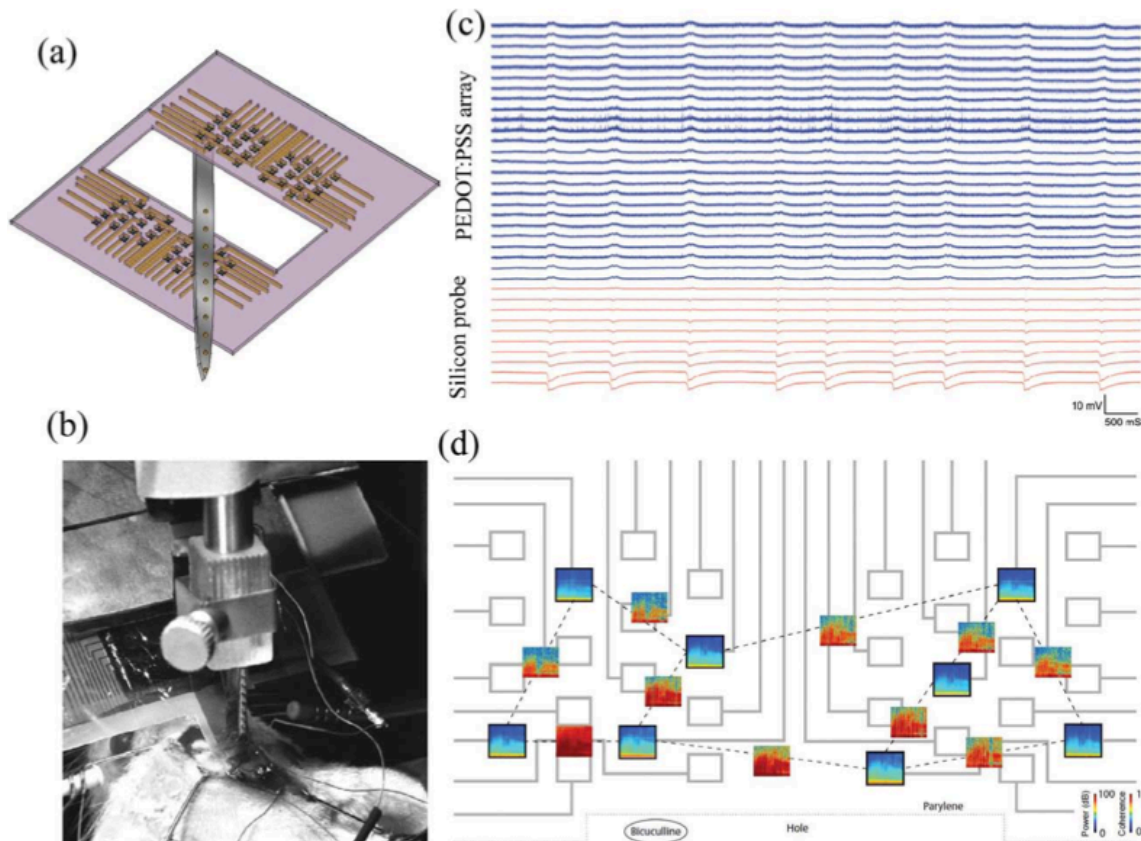 (a)
(c)
PEDOT:PSS array
Silicon probe
10 mV
500 mS
(b)
(d)
Parylene
Hole
Bicuculline
Power (dB)
100
0
Coherence
1
0